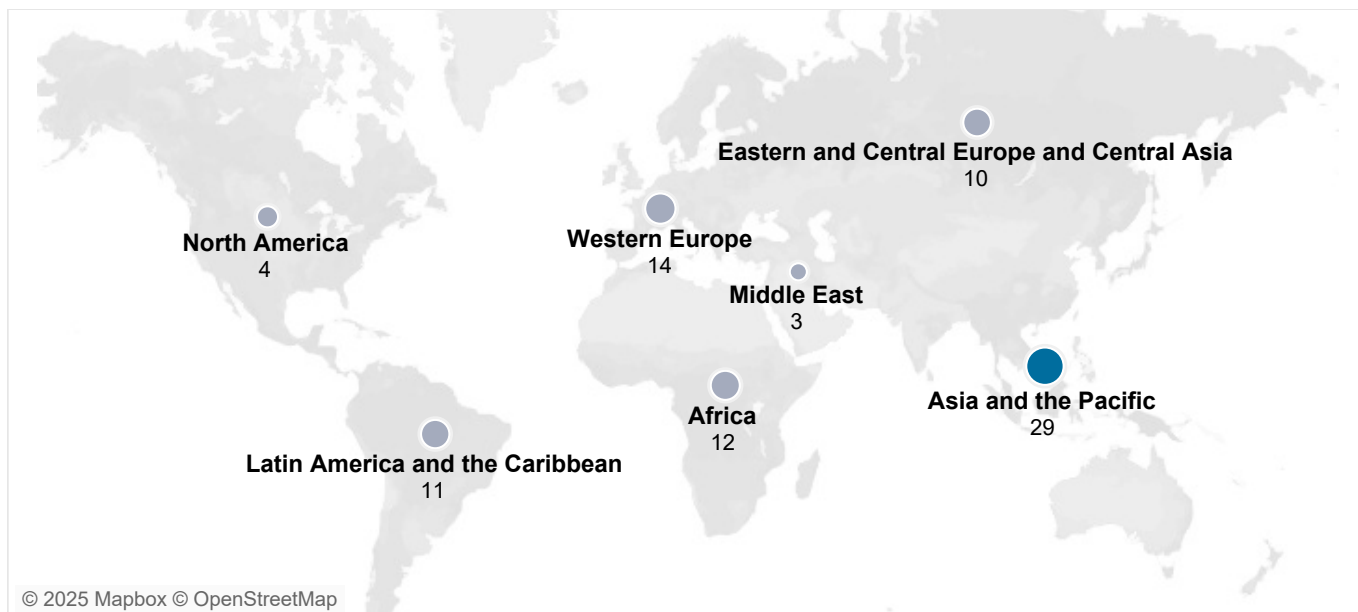 Eastern and Central Europe and Central Asia
10
North America
4
Western Europe
14
Middle East
3
Asia and the Pacific
29
Africa
12
Latin America and the Caribbean
11
© 2025 Mapbox © OpenStreetMap